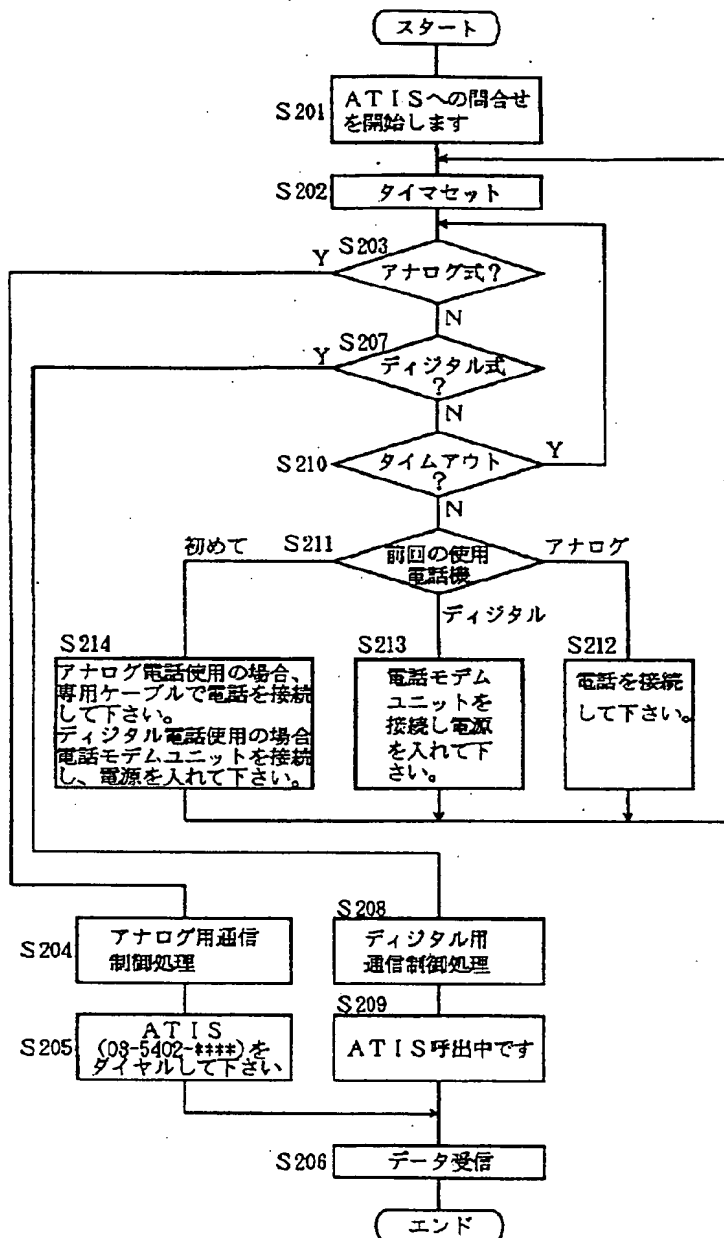 スタート
S201
ATISへの問合せ
を開始します
S202
タイマセット
S203
アナログ式?
Y
N
S207
ディジタル式
?
Y
N
S210
タイムアウト
?
Y
N
S211
前回の使用
電話機
初めて
ディジタル
アナログ
S214
アナログ電話使用の場合、
専用ケーブルで電話を接続
して下さい。
ディジタル電話使用の場合
電話モデムユニットを接続
し、電源を入れて下さい。
S213
電話モデム
ユニットを
接続し電源
を入れて下
さい。
S212
電話を接続
して下さい。
S204
アナログ用通信
制御処理
S208
ディジタル用
通信制御処理
S205
ATIS
(03-5402-****)を
ダイヤルして下さい
S209
ATIS呼出中です
S206
データ受信
エンド